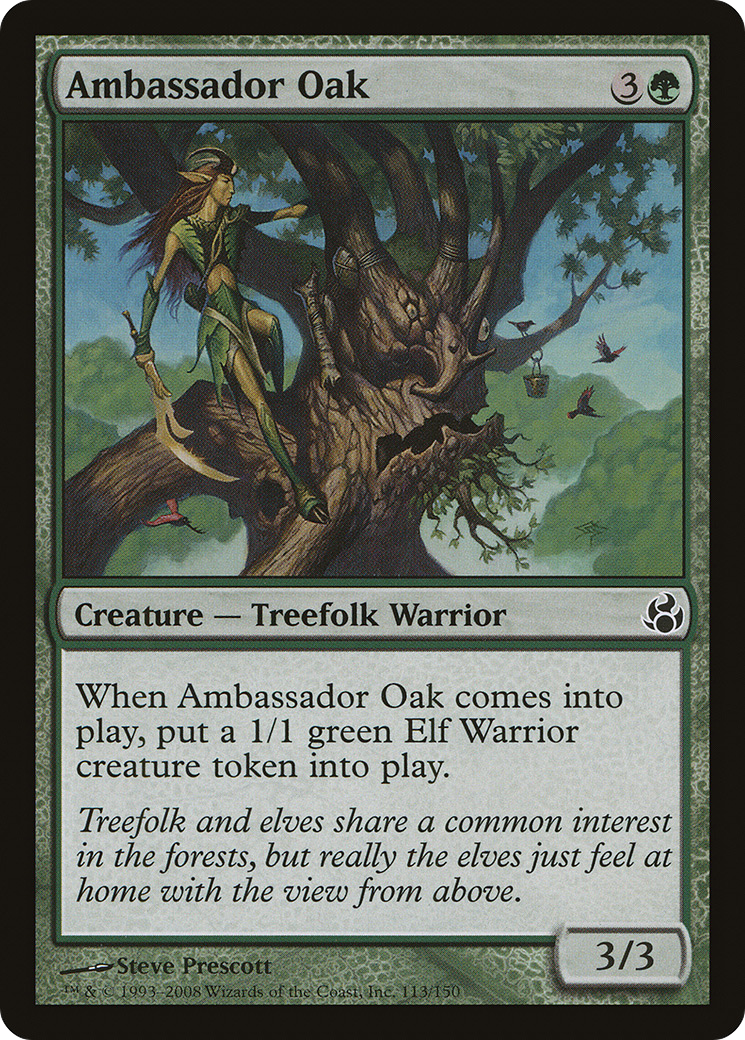 Ambassador Oak
3
Creature — Treefolk Warrior
When Ambassador Oak comes into
play, put a 1/1 green Elf Warrior
creature token into play.
Treefolk and elves share a common interest
in the forests, but really the elves just feel at
home with the view from above.
3/3
Steve Prescott
™ & © 1993–2008 Wizards of the Coast, Inc. 113/150